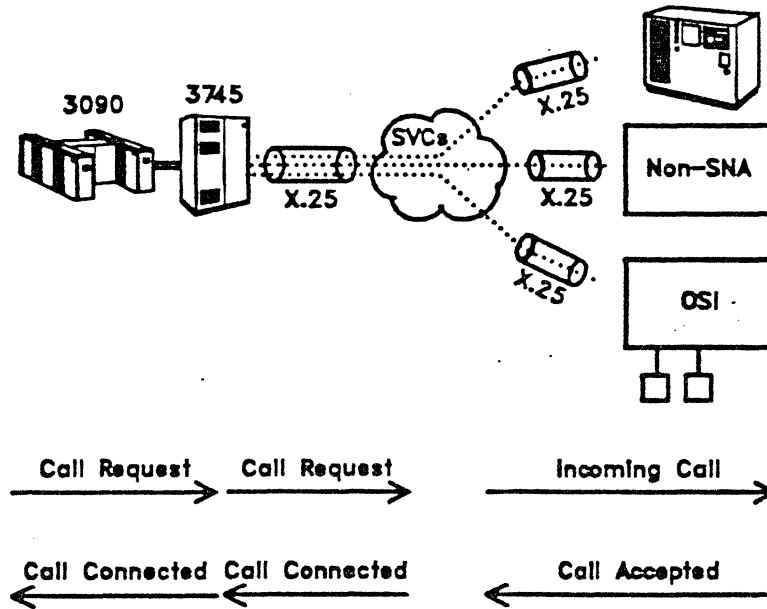 3090
3745
X.25
SVCs
X.25
Non-SNA
X.25
X.25
OSI
Call Request
Call Request
Incoming Call
Call Connected
Call Connected
Call Accepted